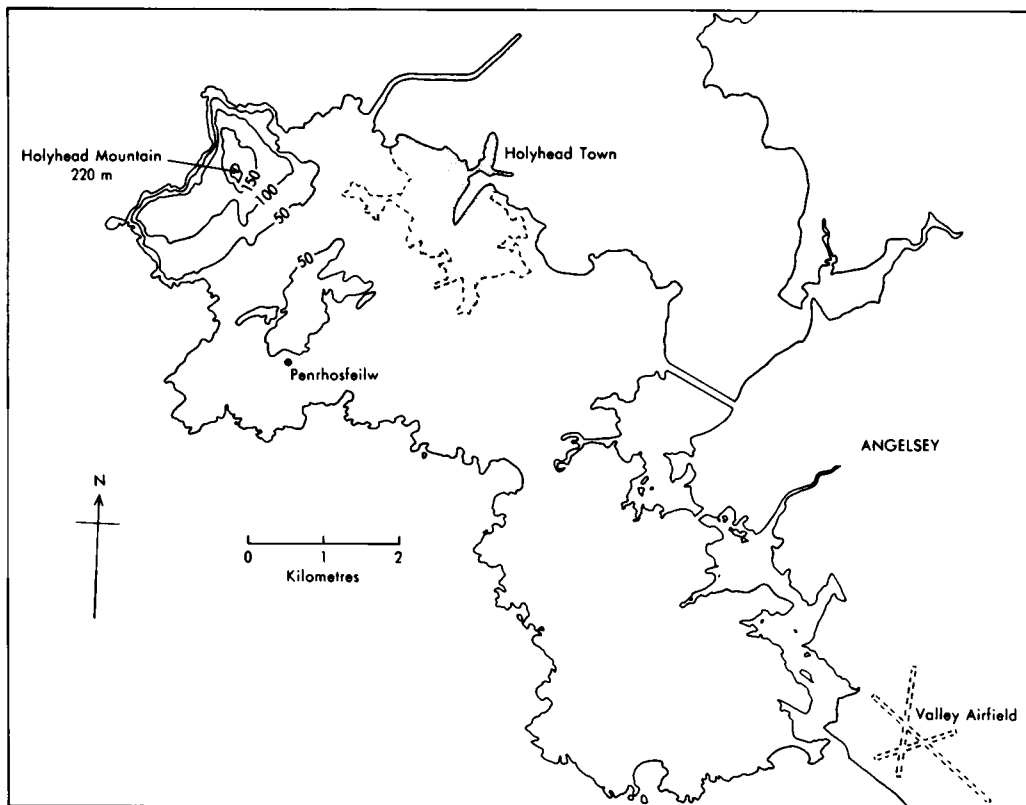 Holyhead Mountain
220 m
150
100
50
Holyhead Town
50
Penrhosfeilw
ANGELSEY
N
0 1 2
Kilometres
Valley Airfield